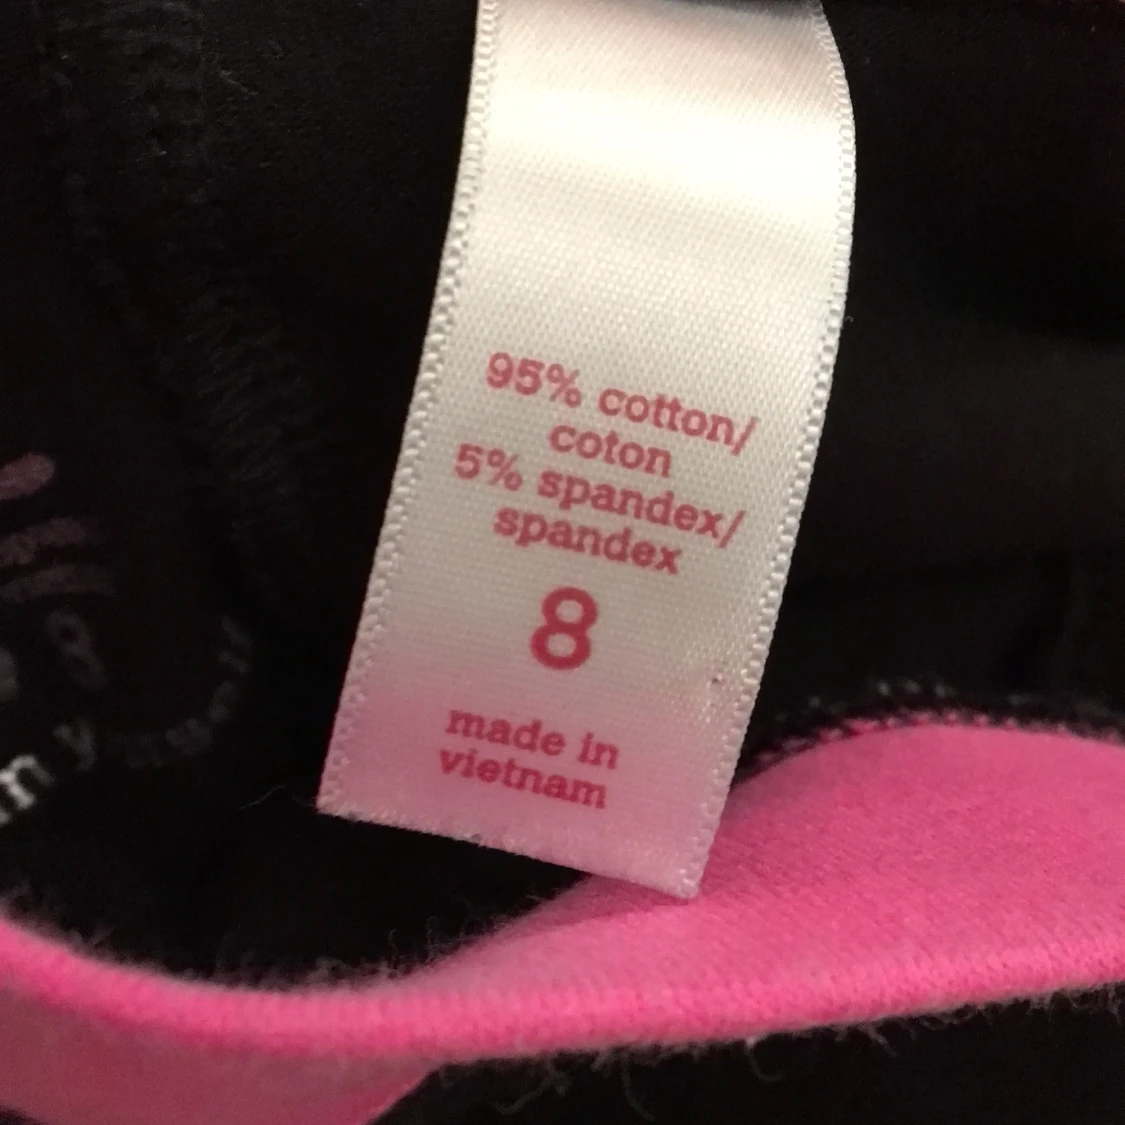 95% cotton/
coton
5% spandex/
spandex
8
made in
vietnam